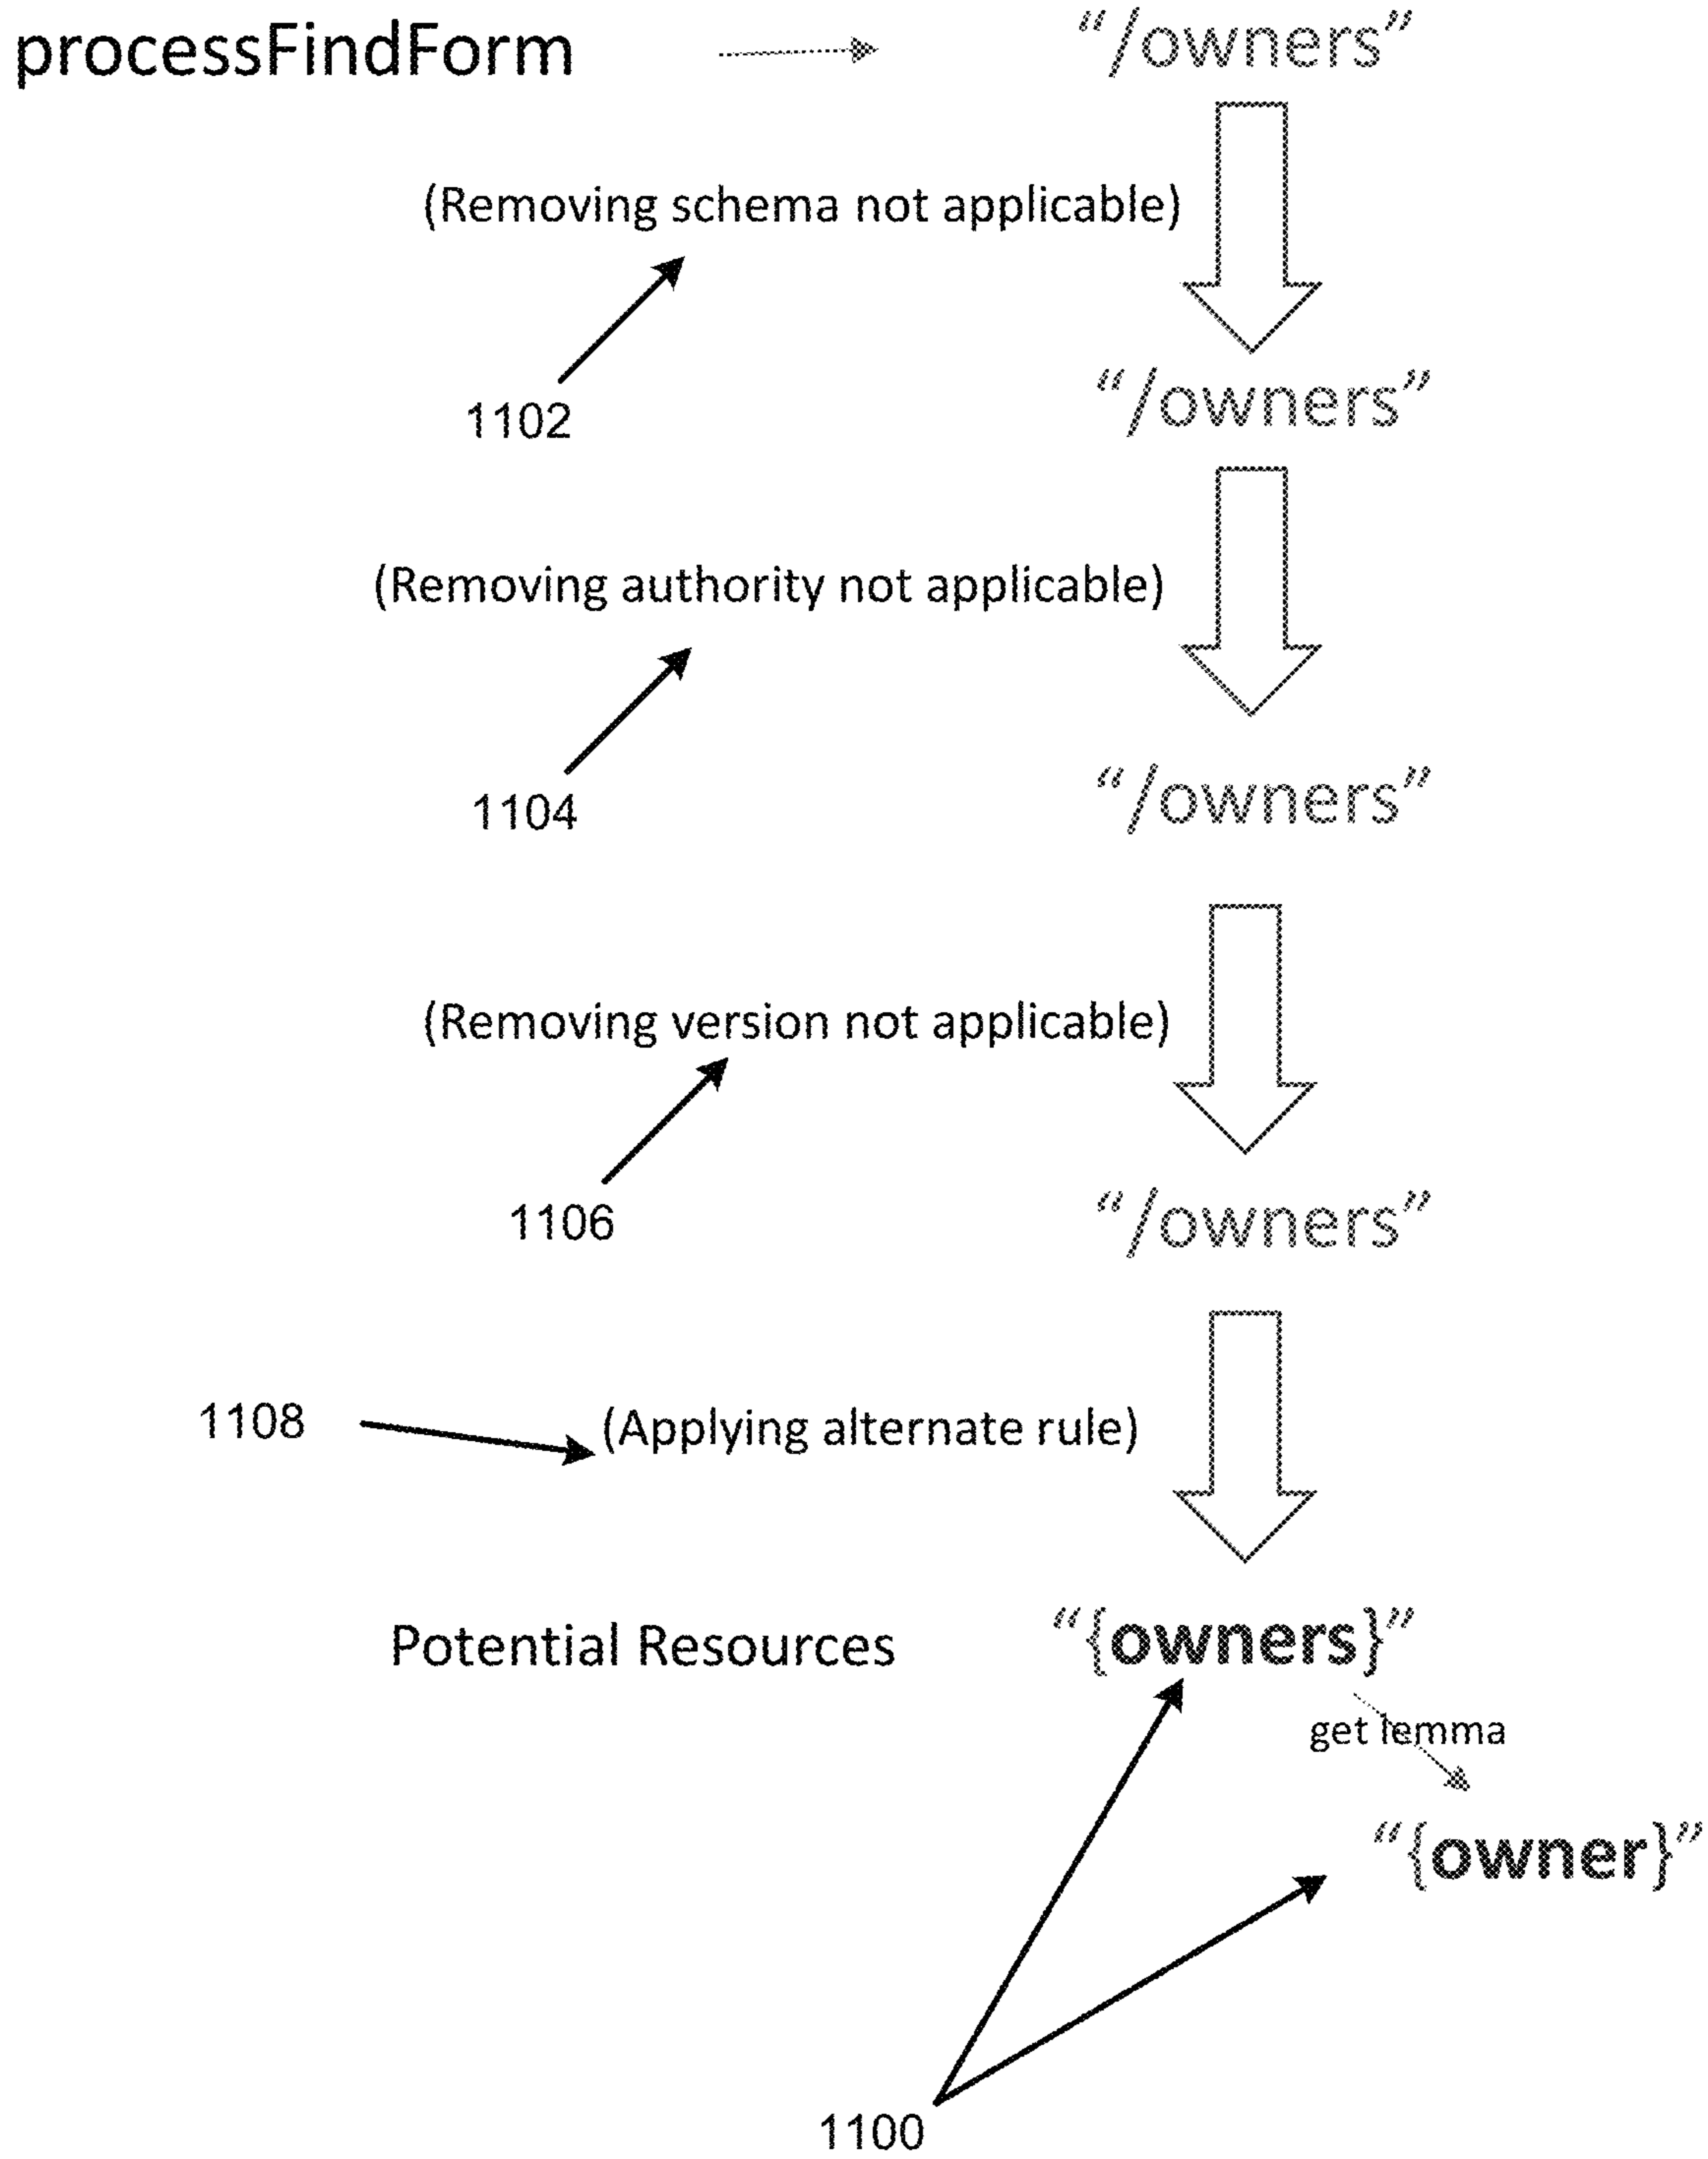 processFindForm “/owners”
(Removing schema not applicable)
1102
“/owners”
(Removing authority not applicable)
1104
“/owners”
(Removing version not applicable)
1106
“/owners”
1108 (Applying alternate rule)
Potential Resources “{owners}”
get lemma
“{owner}”
1100